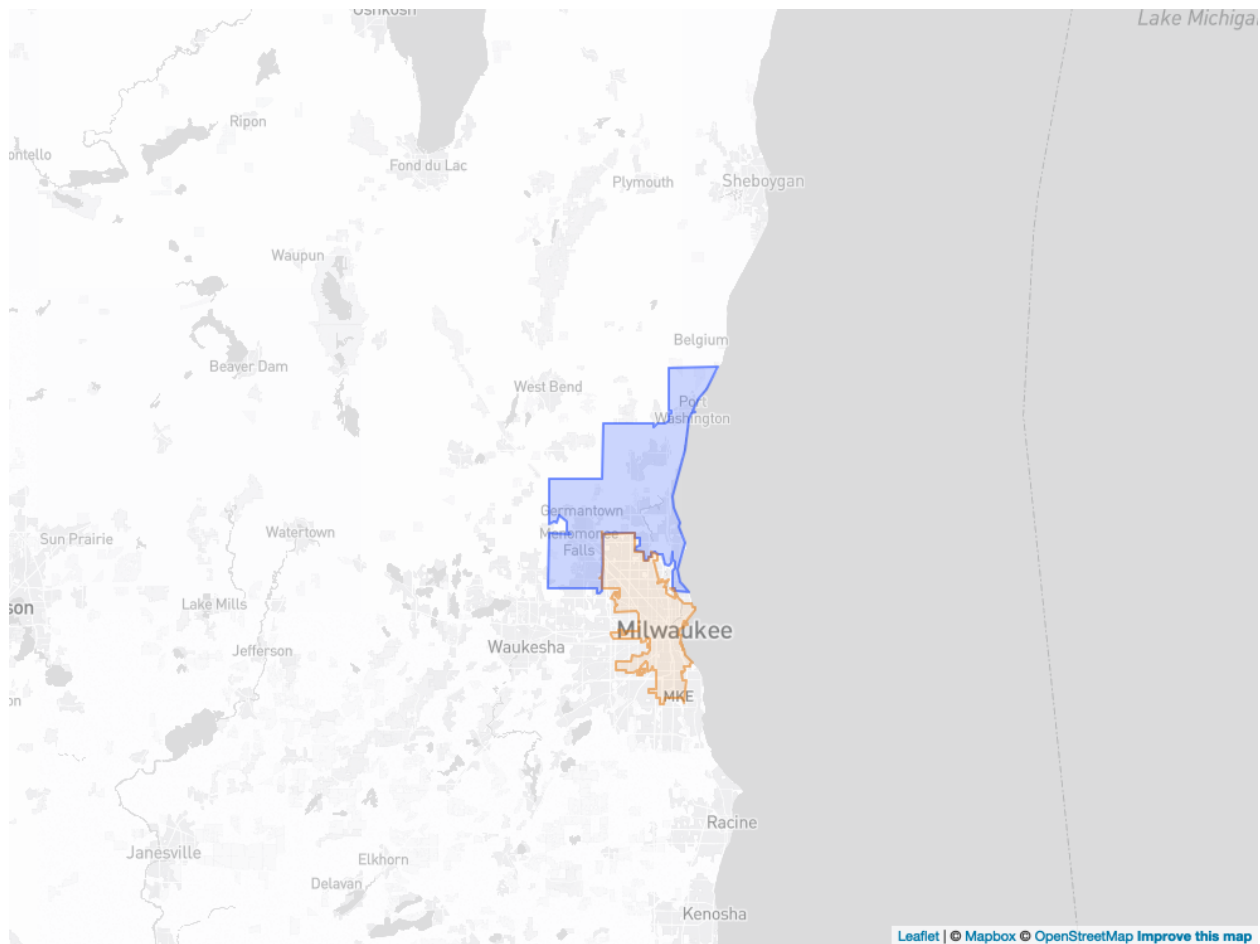 Oshkosh
Lake Michigan
Ripon
ontello
Fond du Lac
Plymouth
Sheboygan
Waupun
Belgium
Beaver Dam
West Bend
Port
Washington
Germantown
Menomonee
Falls
Sun Prairie
Watertown
son
Lake Mills
Milwaukee
Waukesha
Jefferson
MKE
on
Racine
Janesville
Elkhorn
Delavan
Kenosha
Leaflet | © Mapbox © OpenStreetMap Improve this map